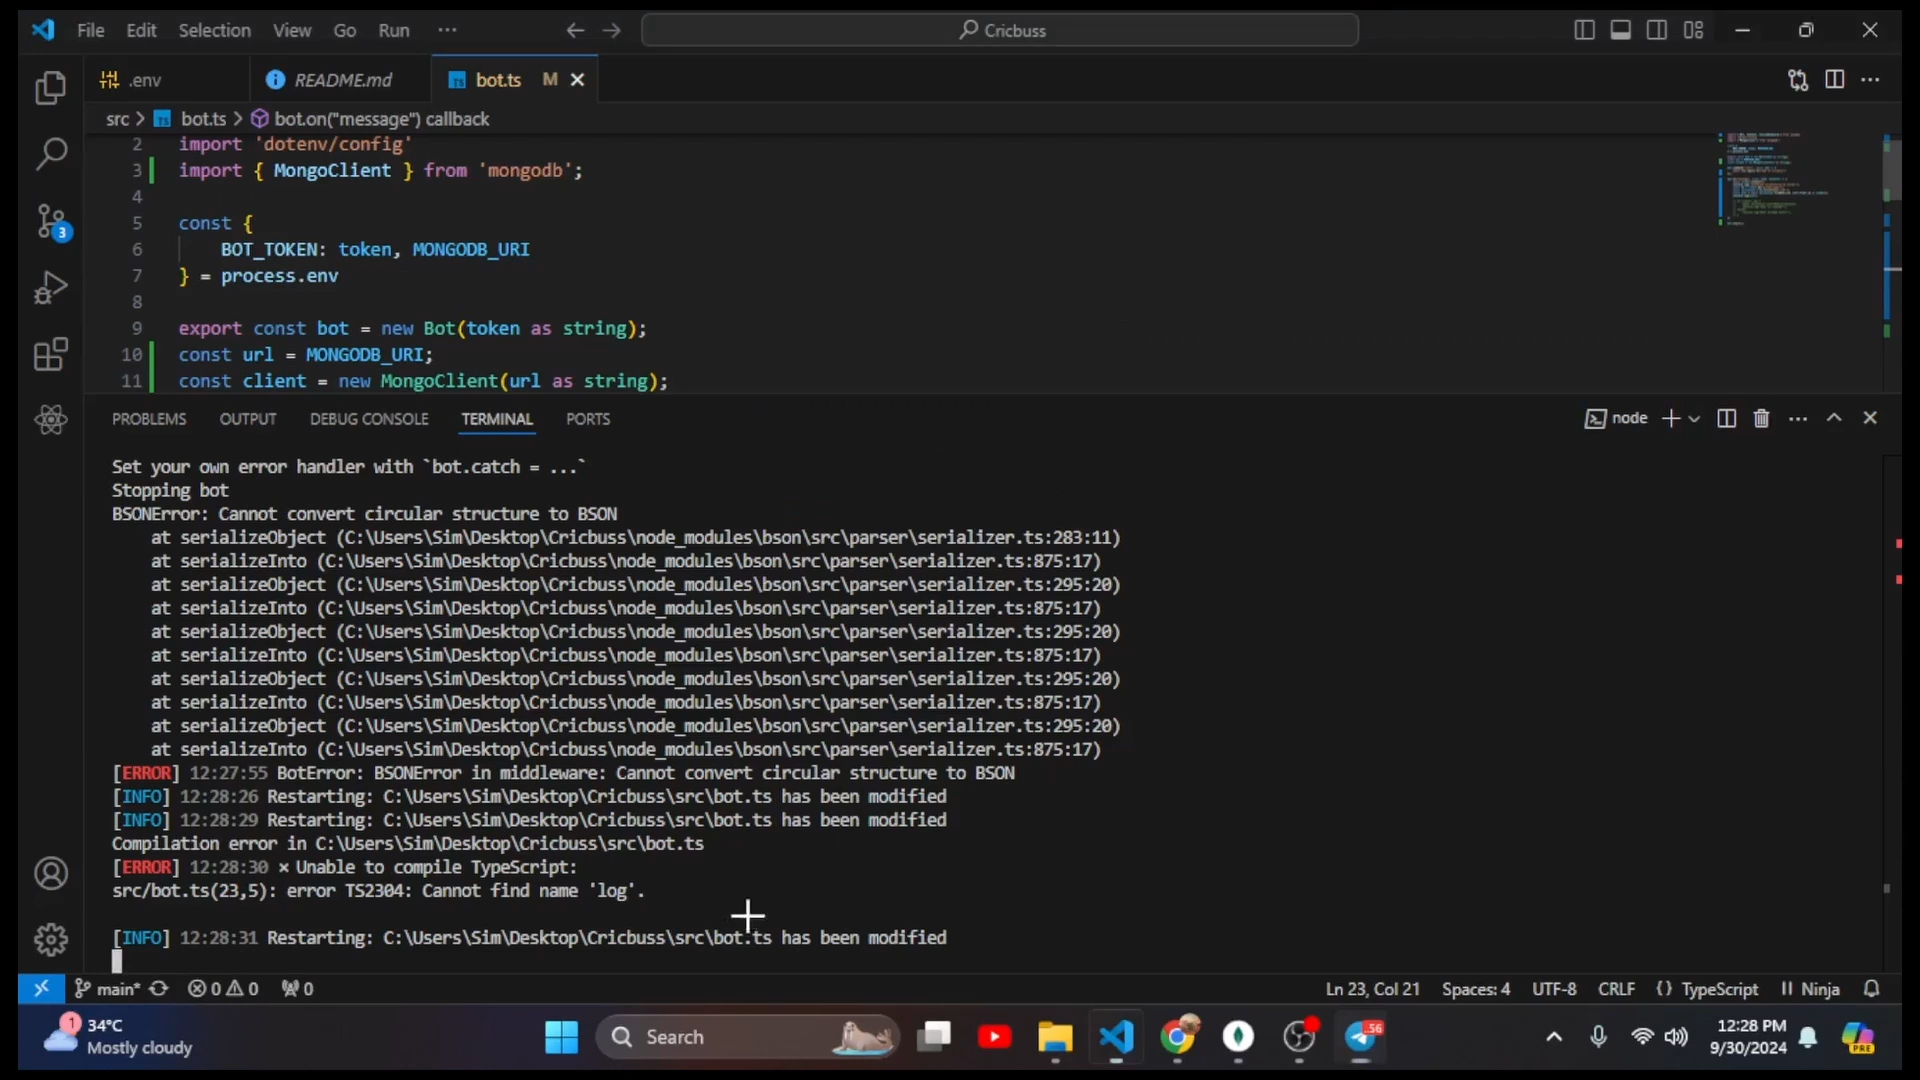 File Edit Selection View Go Run ··· Cricbuss
.env README.md bot.ts M
src > bot.ts > bot.on("message") callback
2 import 'dotenv/config'
3 import { MongoClient } from 'mongodb';
4
5 const {
6 BOT_TOKEN: token, MONGODB_URI
7 } = process.env
8
9 export const bot = new Bot(token as string);
10 const url = MONGODB_URI;
11 const client = new MongoClient(url as string);
3
PROBLEMS OUTPUT DEBUG CONSOLE TERMINAL PORTS node
Set your own error handler with `bot.catch = ...`
Stopping bot
BSONError: Cannot convert circular structure to BSON
at serializeObject (C:\Users\Sim\Desktop\Cricbuss\node_modules\bson\src\parser\serializer.ts:283:11)
at serializeInto (C:\Users\Sim\Desktop\Cricbuss\node_modules\bson\src\parser\serializer.ts:875:17)
at serializeObject (C:\Users\Sim\Desktop\Cricbuss\node_modules\bson\src\parser\serializer.ts:295:20)
at serializeInto (C:\Users\Sim\Desktop\Cricbuss\node_modules\bson\src\parser\serializer.ts:875:17)
at serializeObject (C:\Users\Sim\Desktop\Cricbuss\node_modules\bson\src\parser\serializer.ts:295:20)
at serializeInto (C:\Users\Sim\Desktop\Cricbuss\node_modules\bson\src\parser\serializer.ts:875:17)
at serializeObject (C:\Users\Sim\Desktop\Cricbuss\node_modules\bson\src\parser\serializer.ts:295:20)
at serializeInto (C:\Users\Sim\Desktop\Cricbuss\node_modules\bson\src\parser\serializer.ts:875:17)
at serializeObject (C:\Users\Sim\Desktop\Cricbuss\node_modules\bson\src\parser\serializer.ts:295:20)
at serializeInto (C:\Users\Sim\Desktop\Cricbuss\node_modules\bson\src\parser\serializer.ts:875:17)
[ERROR] 12:27:55 BotError: BSONError in middleware: Cannot convert circular structure to BSON
[INFO] 12:28:26 Restarting: C:\Users\Sim\Desktop\Cricbuss\src\bot.ts has been modified
[INFO] 12:28:29 Restarting: C:\Users\Sim\Desktop\Cricbuss\src\bot.ts has been modified
Compilation error in C:\Users\Sim\Desktop\Cricbuss\src\bot.ts
[ERROR] 12:28:30 × Unable to compile TypeScript:
src/bot.ts(23,5): error TS2304: Cannot find name 'log'.
[INFO] 12:28:31 Restarting: C:\Users\Sim\Desktop\Cricbuss\src\bot.ts has been modified
main* 0 0 0 Ln 23, Col 21 Spaces: 4 UTF-8 CRLF {} TypeScript Ninja
1 34°C
Mostly cloudy
Search
56
12:28 PM
9/30/2024
PRE